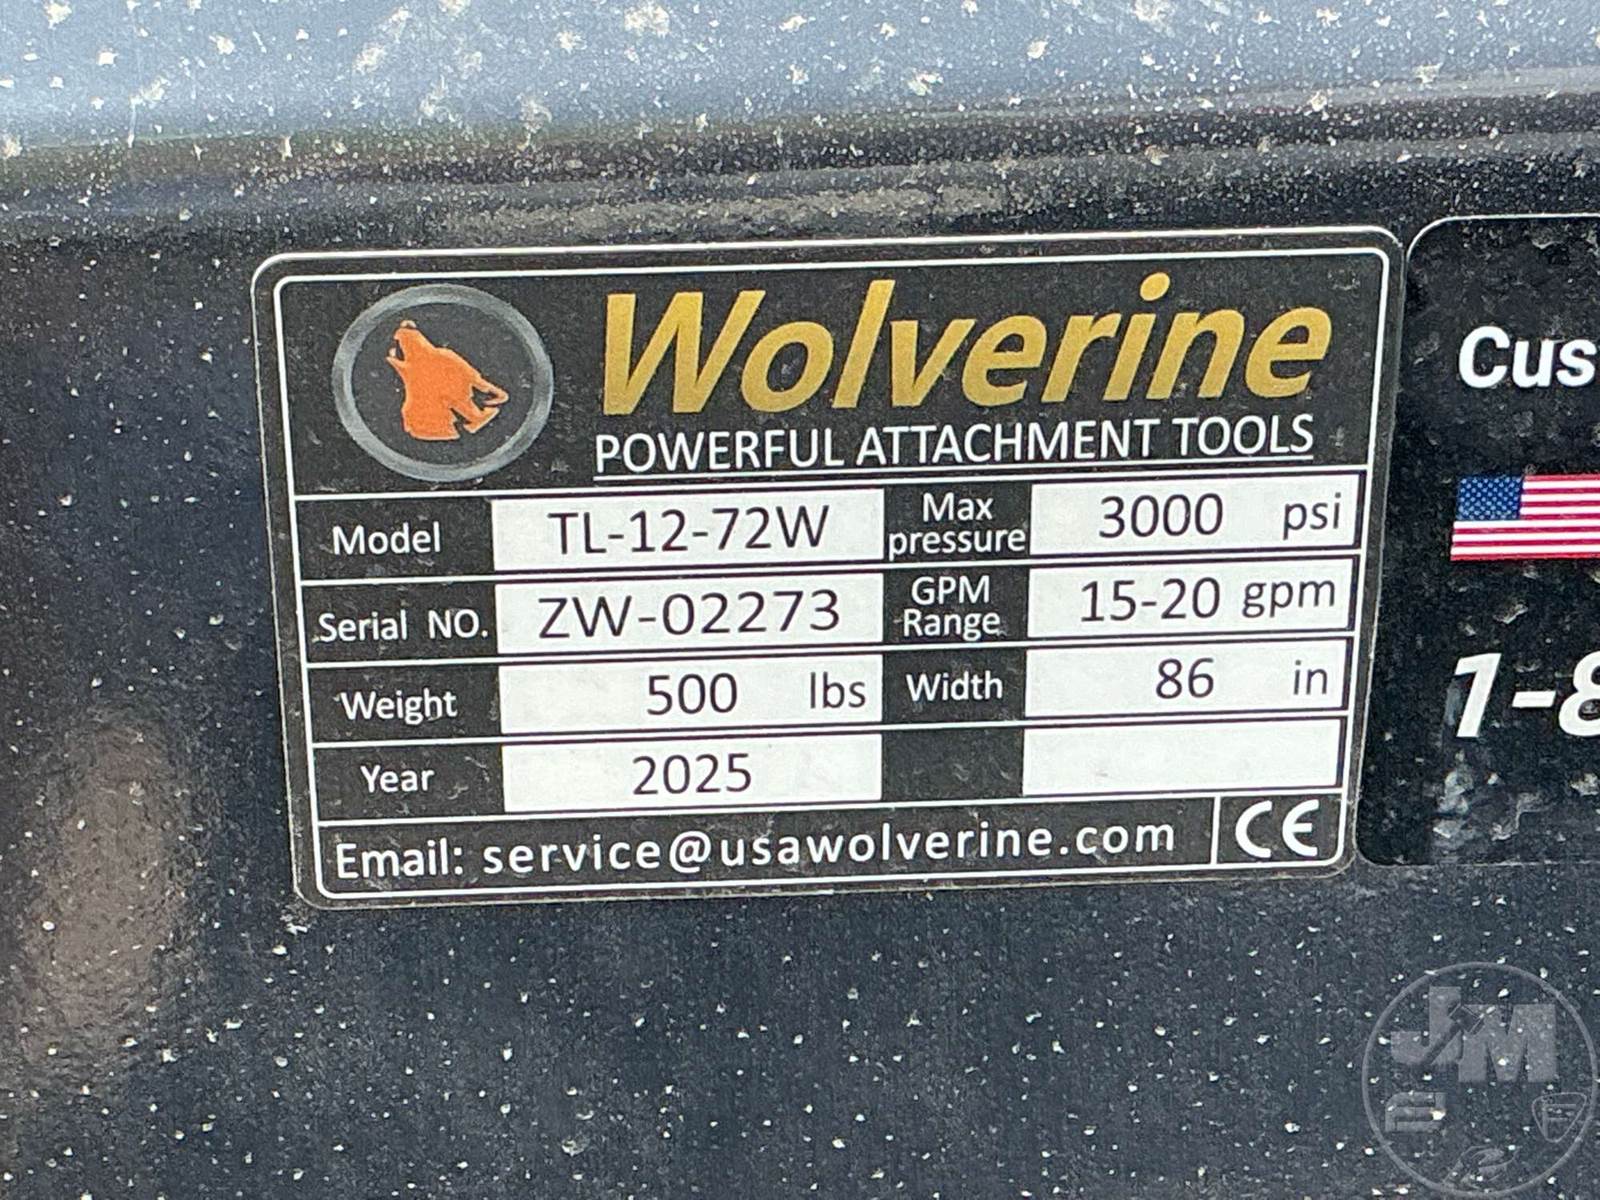 Wolverine
POWERFUL ATTACHMENT TOOLS
Model TL-12-72W Max pressure 3000 psi
Serial NO. ZW-02273 GPM Range 15-20 gpm
Weight 500 lbs Width 86 in
Year 2025
Email: service@usawolverine.com CE
Cus
1-8
JM